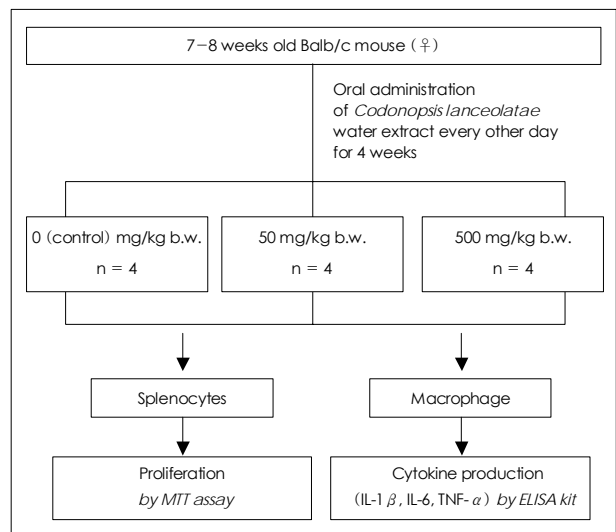 7-8 weeks old Balb/c mouse (♀)
Oral administration
of Codonopsis lanceolatae
water extract every other day
for 4 weeks
0 (control) mg/kg b.w.
n = 4
50 mg/kg b.w.
n = 4
500 mg/kg b.w.
n = 4
Splenocytes
Macrophage
Proliferation
by MTT assay
Cytokine production
(IL-1 β, IL-6, TNF- α) by ELISA kit